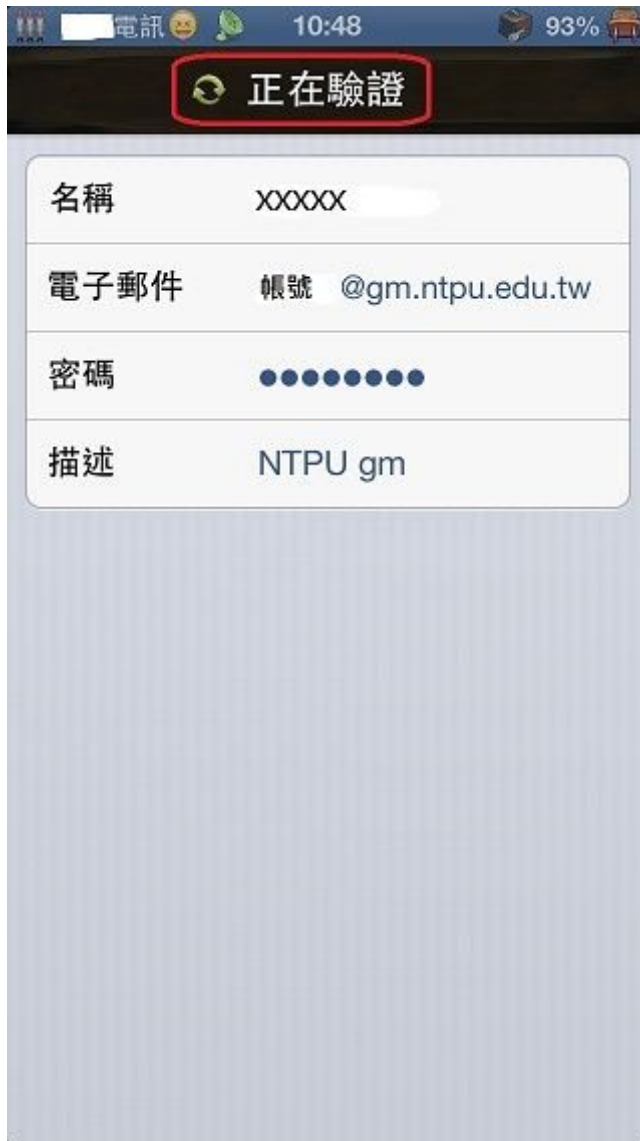 電訊 10:48 93%
正在驗證
名稱 XXXXX
電子郵件 帳號 @gm.ntpu.edu.tw
密碼 ●●●●●●●●
描述 NTPU gm